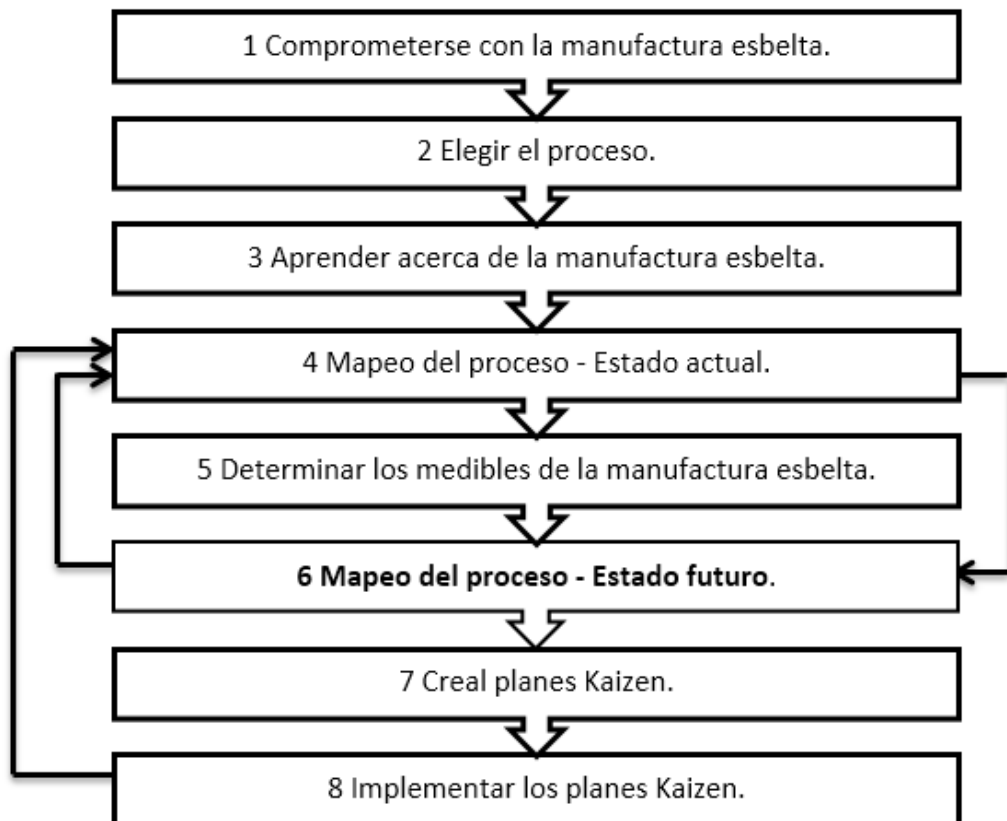 1 Comprometerse con la manufactura esbelta.
2 Elegir el proceso.
3 Aprender acerca de la manufactura esbelta.
4 Mapeo del proceso - Estado actual.
5 Determinar los medibles de la manufactura esbelta.
6 Mapeo del proceso - Estado futuro.
7 Creal planes Kaizen.
8 Implementar los planes Kaizen.